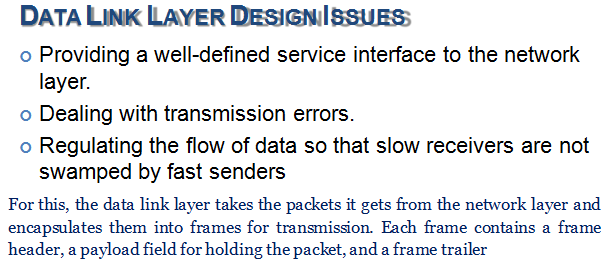 DATA LINK LAYER DESIGN ISSUES
Providing a well-defined service interface to the network
layer.
Dealing with transmission errors.
Regulating the flow of data so that slow receivers are not
swamped by fast senders
For this, the data link layer takes the packets it gets from the network layer and
encapsulates them into frames for transmission. Each frame contains a frame
header, a payload field for holding the packet, and a frame trailer